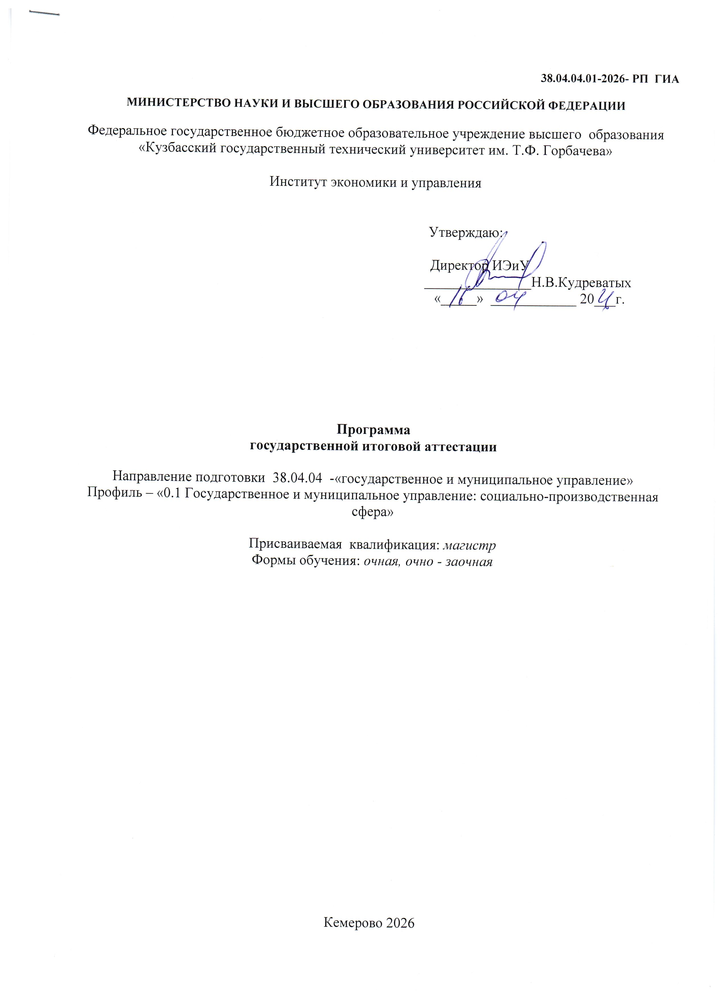 38.04.04.01-2026- РП  ГИА
МИНИСТЕРСТВО НАУКИ И ВЫСШЕГО ОБРАЗОВАНИЯ РОССИЙСКОЙ ФЕДЕРАЦИИ
Федеральное государственное бюджетное образовательное учреждение высшего  образования
«Кузбасский государственный технический университет им. Т.Ф. Горбачева»
Институт экономики и управления
Утверждаю:
Директор ИЭиУ
_______________Н.В.Кудреватых
«16» 04 20__г.
Программа
государственной итоговой аттестации
Направление подготовки  38.04.04  -«государственное и муниципальное управление»
Профиль – «0.1 Государственное и муниципальное управление: социально-производственная
сфера»
Присваиваемая  квалификация: магистр
Формы обучения: очная, очно - заочная
Кемерово 2026